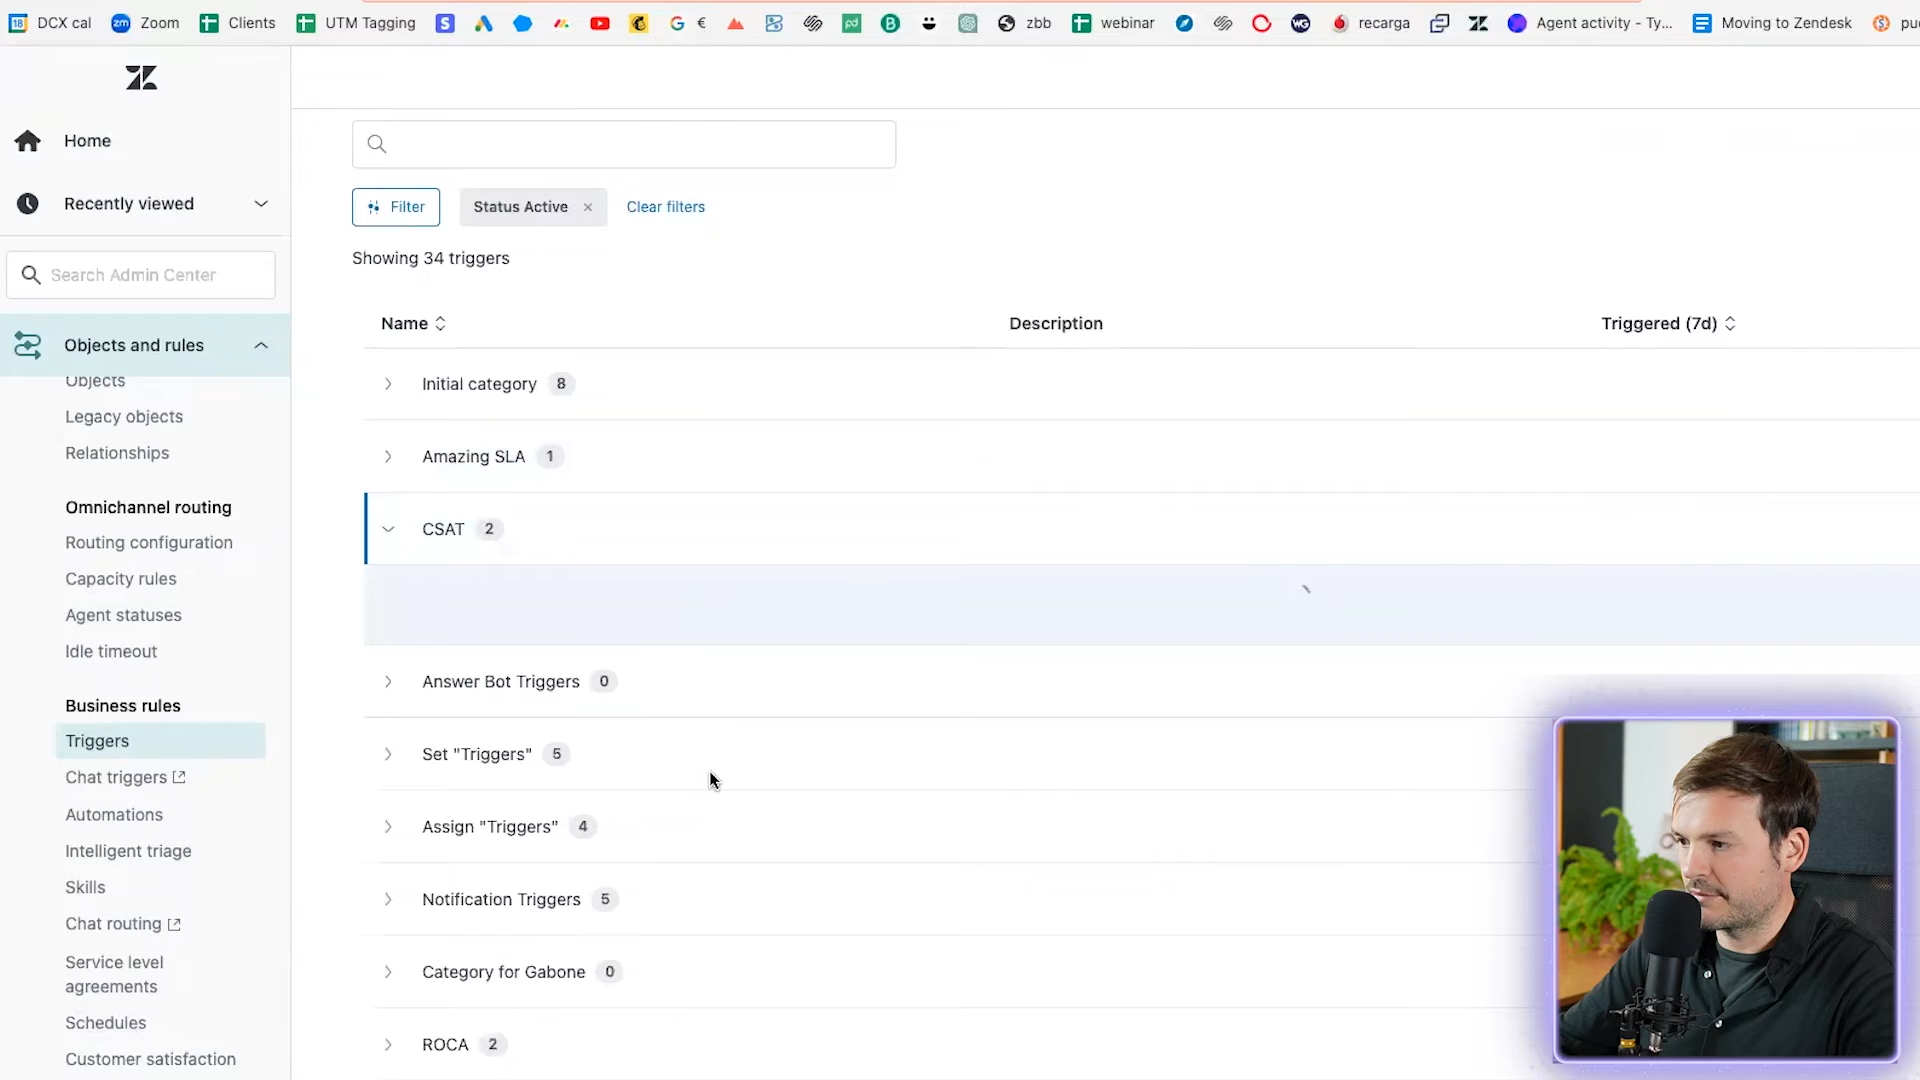 18 DCX cal zm Zoom Clients UTM Tagging S G € pd B zbb webinar WG recarga Agent activity - Ty... Moving to Zendesk
Home
Recently viewed
Search Admin Center
Objects and rules
Objects
Legacy objects
Relationships
Omnichannel routing
Routing configuration
Capacity rules
Agent statuses
Idle timeout
Business rules
Triggers
Chat triggers
Automations
Intelligent triage
Skills
Chat routing
Service level
agreements
Schedules
Customer satisfaction
Filter Status Active × Clear filters
Showing 34 triggers
Name Description Triggered (7d)
Initial category 8
Amazing SLA 1
CSAT 2
Answer Bot Triggers 0
Set "Triggers" 5
Assign "Triggers" 4
Notification Triggers 5
Category for Gabone 0
ROCA 2